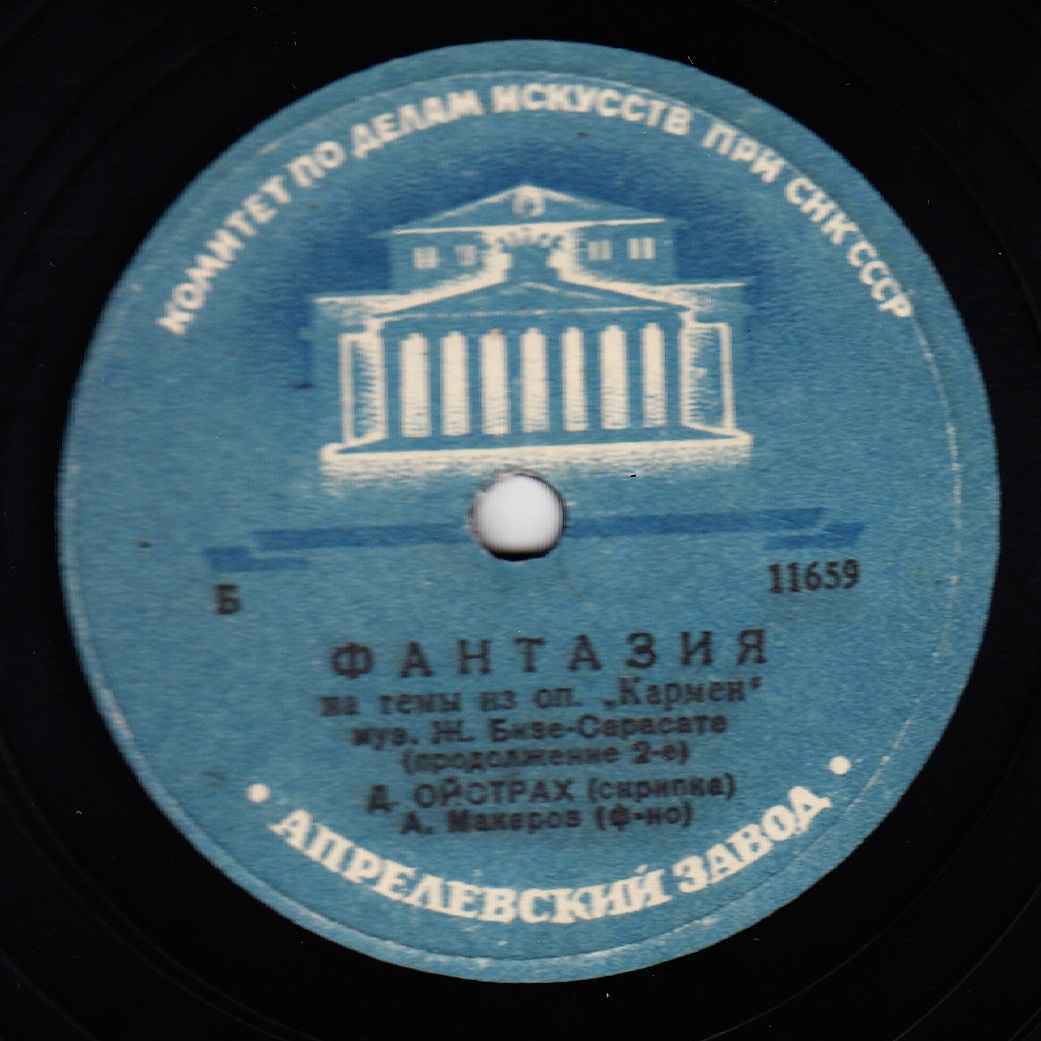 КОМИТЕТ ПО ДЕЛАМ ИСКУССТВ ПРИ СНК СССР
Б 11659
ФАНТАЗИЯ
на темы из оп. „Кармен"
муз. Ж. Бизе-Сарасате
(продолжение 2-е)
Д. ОЙСТРАХ (скрипка)
А. Макаров (ф-но)
• АПРЕЛЕВСКИЙ ЗАВОД •